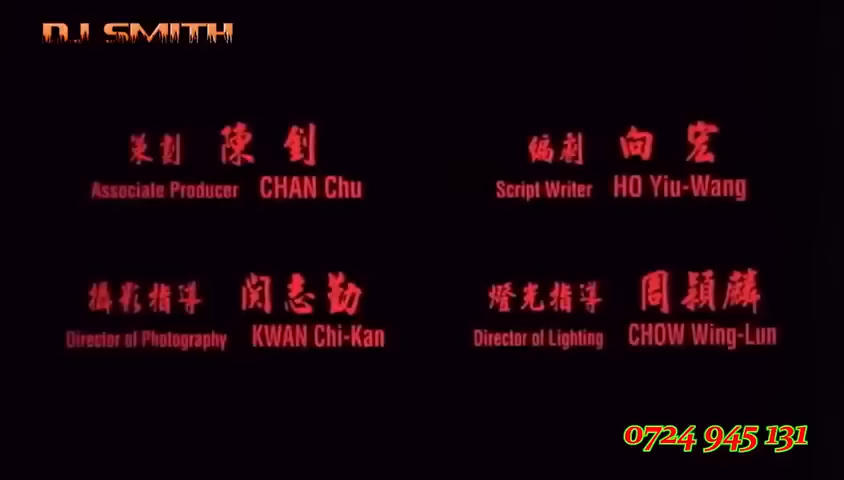 DJ SMITH
策劃 陳釗
Associate Producer CHAN Chu
編劇 向宏
Script Writer HO Yiu-Wang
攝影指導 関志勤
Director of Photography KWAN Chi-Kan
燈光指導 周穎麟
Director of Lighting CHOW Wing-Lun
0724 945 131